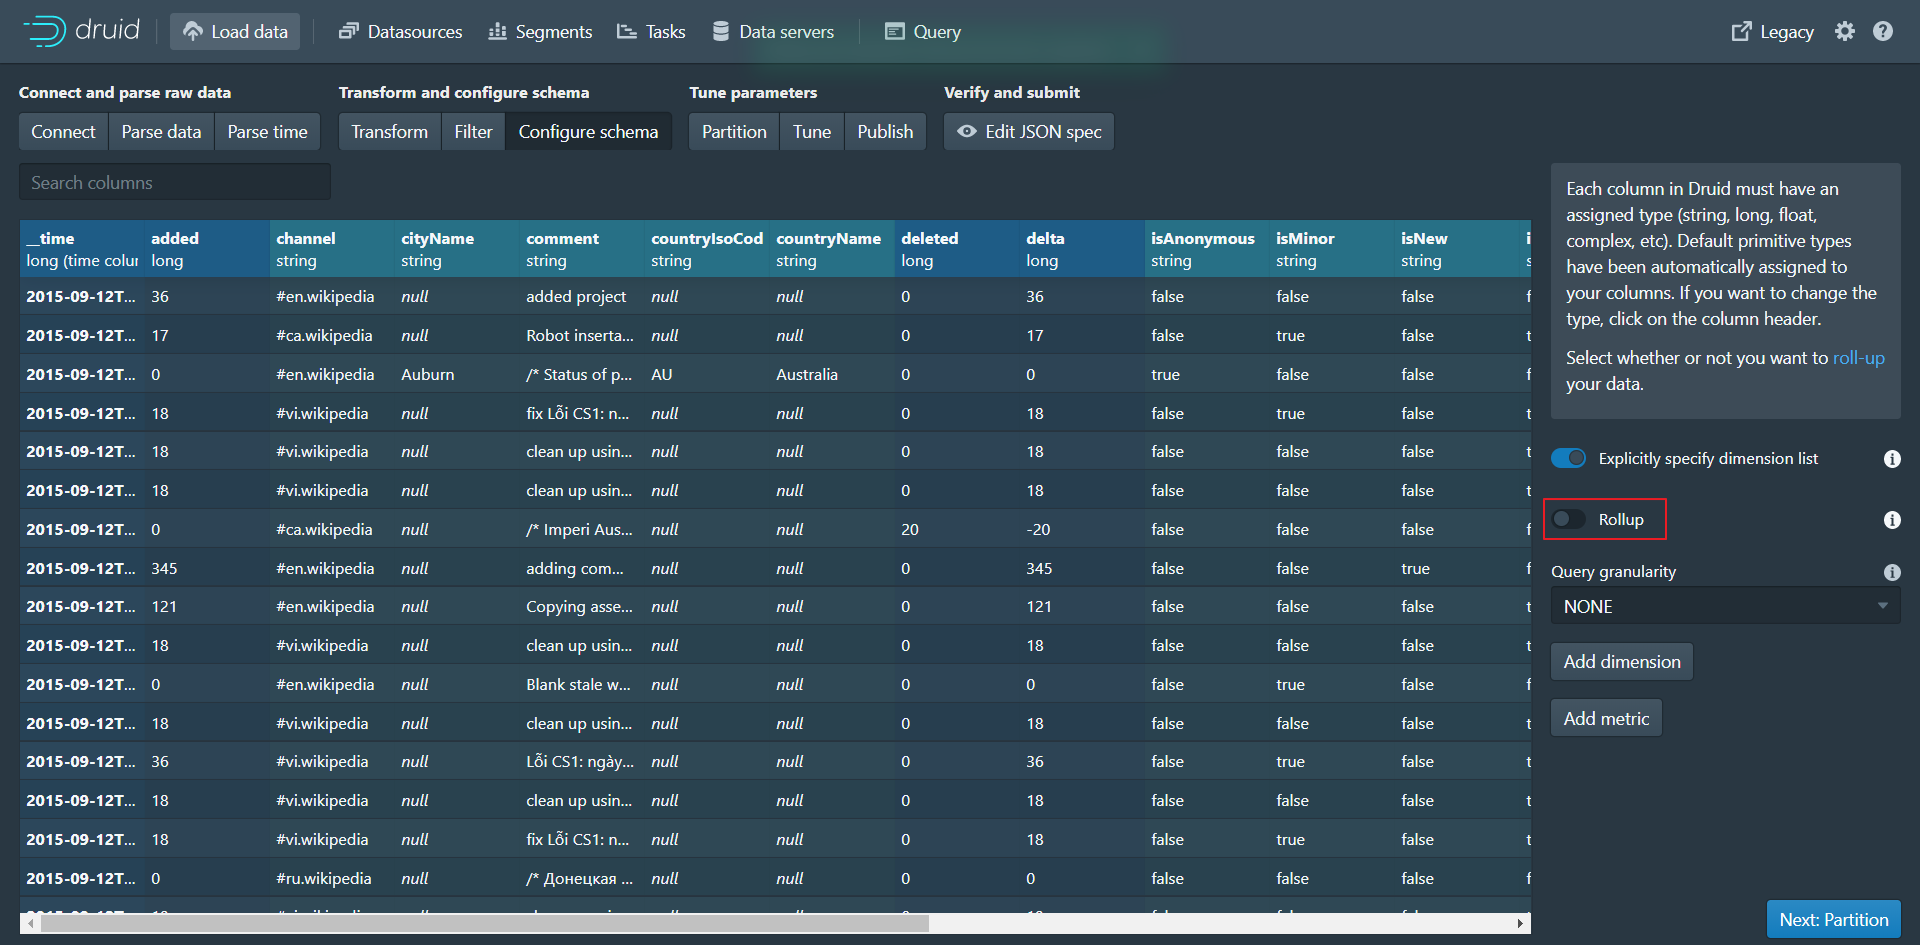 druid Load data Datasources Segments Tasks Data servers Query Legacy
Connect and parse raw data Transform and configure schema Tune parameters Verify and submit
Connect Parse data Parse time Transform Filter Configure schema Partition Tune Publish Edit JSON spec
Search columns
__time added channel cityName comment countryIsoCod countryName deleted delta isAnonymous isMinor isNew i
long (time colur long string string string string string long long string string string s
2015-09-12T... 36 #en.wikipedia null added project null null 0 36 false false false f
2015-09-12T... 17 #ca.wikipedia null Robot inserta... null null 0 17 false true false t
2015-09-12T... 0 #en.wikipedia Auburn /* Status of p... AU Australia 0 0 true false false f
2015-09-12T... 18 #vi.wikipedia null fix Lỗi CS1: n... null null 0 18 false true false t
2015-09-12T... 18 #vi.wikipedia null clean up usin... null null 0 18 false false false t
2015-09-12T... 18 #vi.wikipedia null clean up usin... null null 0 18 false false false t
2015-09-12T... 0 #ca.wikipedia null /* Imperi Aus... null null 20 -20 false false false f
2015-09-12T... 345 #en.wikipedia null adding com... null null 0 345 false false true f
2015-09-12T... 121 #en.wikipedia null Copying asse... null null 0 121 false false false t
2015-09-12T... 18 #vi.wikipedia null clean up usin... null null 0 18 false false false t
2015-09-12T... 0 #en.wikipedia null Blank stale w... null null 0 0 false true false f
2015-09-12T... 18 #vi.wikipedia null clean up usin... null null 0 18 false false false t
2015-09-12T... 36 #vi.wikipedia null Lỗi CS1: ngày... null null 0 36 false true false t
2015-09-12T... 18 #vi.wikipedia null clean up usin... null null 0 18 false false false t
2015-09-12T... 18 #vi.wikipedia null fix Lỗi CS1: n... null null 0 18 false true false t
2015-09-12T... 0 #ru.wikipedia null /* Донецкая ... null null 0 0 false false false f
Each column in Druid must have an
assigned type (string, long, float,
complex, etc). Default primitive types
have been automatically assigned to
your columns. If you want to change the
type, click on the column header.
Select whether or not you want to roll-up
your data.
Explicitly specify dimension list
Rollup
Query granularity
NONE
Add dimension
Add metric
Next: Partition